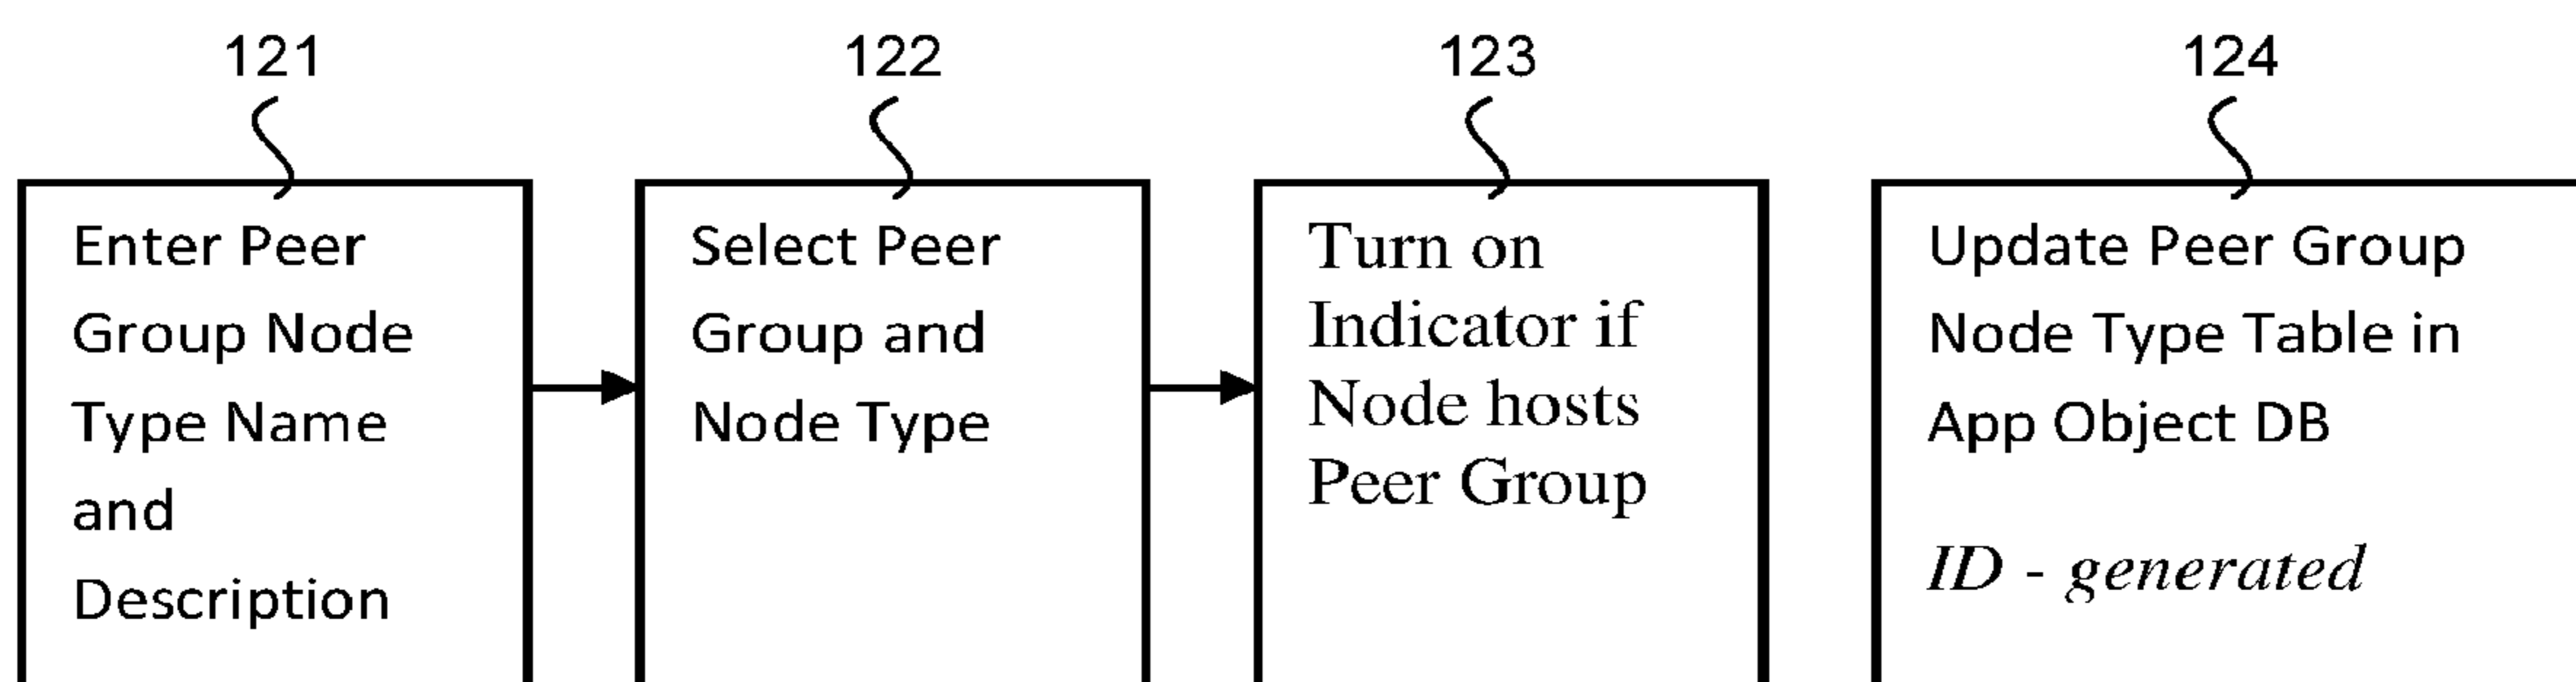 121
122
123
124
Enter Peer
Group Node
Type Name
and
Description
Select Peer
Group and
Node Type
Turn on
Indicator if
Node hosts
Peer Group
Update Peer Group
Node Type Table in
App Object DB
ID - generated